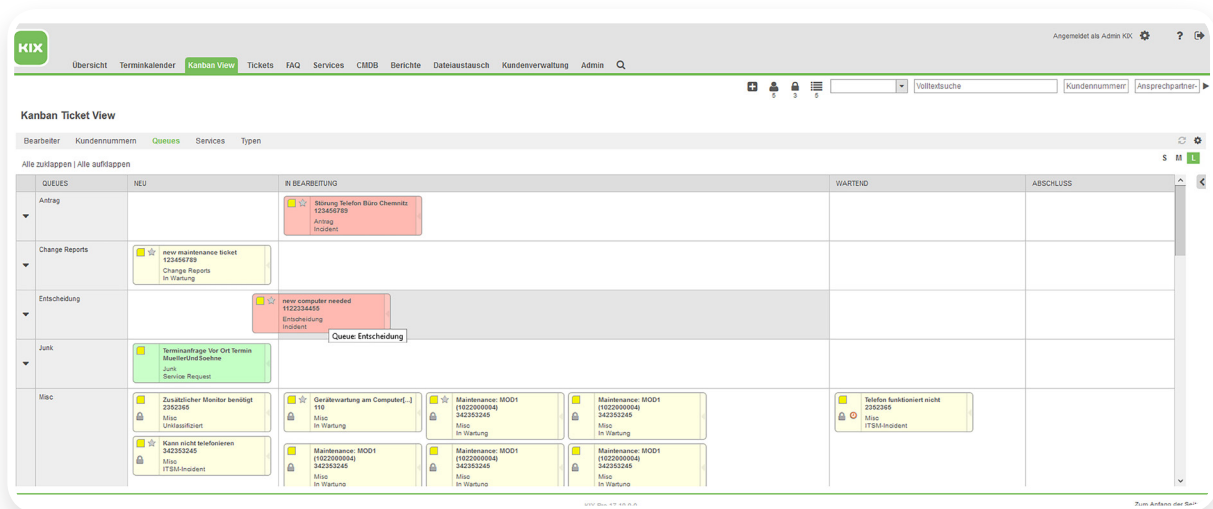 Angemeldet als Admin KIX
KIX
Übersicht Terminkalender Kanban View Tickets FAQ Services CMDB Berichte Dateiaustausch Kundenverwaltung Admin
Volltextsuche Kundennummern Ansprechpartner-
5 3 5
Kanban Ticket View
Bearbeiter Kundennummern Queues Services Typen
Alle zuklappen | Alle aufklappen
S M L
QUEUES NEU IN BEARBEITUNG WARTEND ABSCHLUSS
Antrag
Störung Telefon Büro Chemnitz
123456789
Antrag
Incident
Change Reports
new maintenance ticket
123456789
Change Reports
In Wartung
Entscheidung
new computer needed
1122334455
Entscheidung
Incident
Queue: Entscheidung
Junk
Terminanfrage Vor Ort Termin
MuellerUndSoehne
Junk
Service Request
Misc
Zusätzlicher Monitor benötigt
2352365
Misc
Unklassifiziert
Gerätewartung am Computer[...]
110
Misc
In Wartung
Maintenance: MOD1
(1022000004)
342353245
Misc
In Wartung
Maintenance: MOD1
(1022000004)
342353245
Misc
In Wartung
Telefon funktioniert nicht
2352365
Misc
ITSM-Incident
Kann nicht telefonieren
342353245
Misc
ITSM-Incident
Maintenance: MOD1
(1022000004)
342353245
Misc
In Wartung
Maintenance: MOD1
(1022000004)
342353245
Misc
In Wartung
Maintenance: MOD1
(1022000004)
342353245
Misc
In Wartung
Zum Anfang der Seite